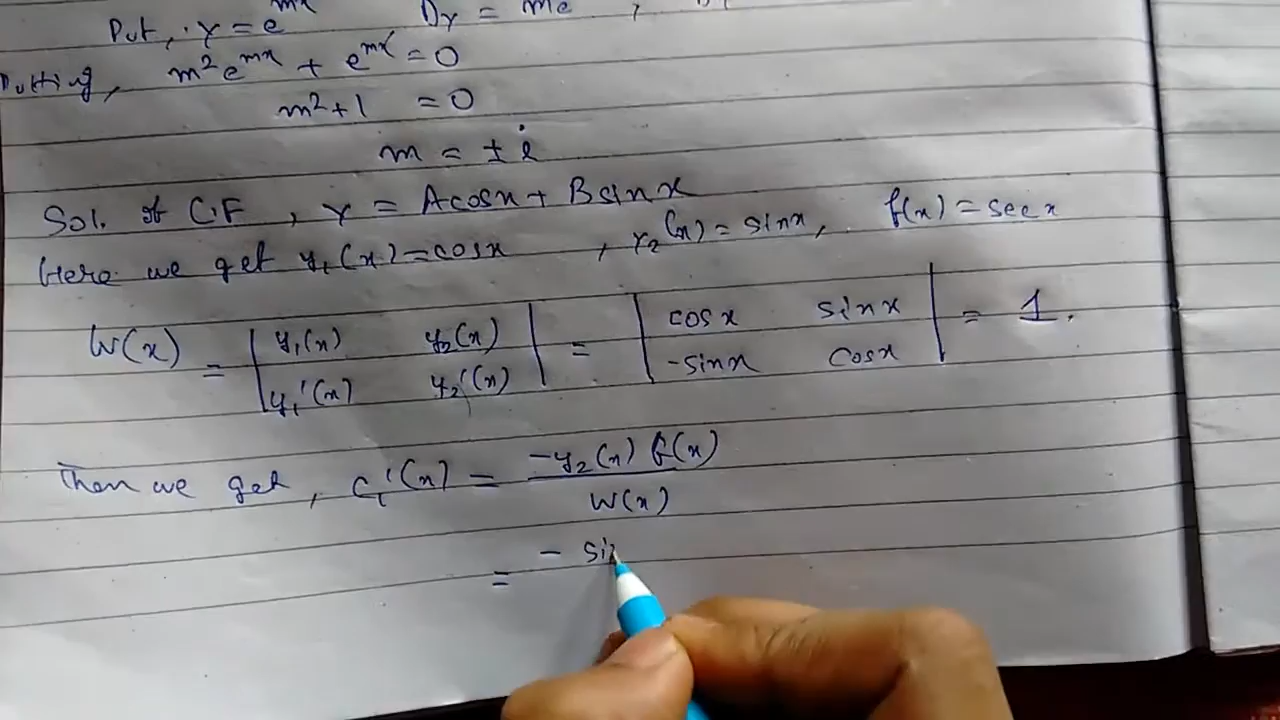 Put, y = e^mx Dy = me ,
Putting, m²e^mx + e^mx = 0
m²+1 = 0
m = ± i
Sol. of C.F , Y = Acosx + Bsinx
Here we get y₁(x) = cosx , Y₂(x) = sinx, f(x) = secx
W(x) = | y₁(x) y₂(x) | = | cosx sinx | = 1.
| y₁'(x) y₂'(x) | | -sinx cosx |
Then we get, c₁'(x) = -y₂(x) f(x)
W(x)
= - sin